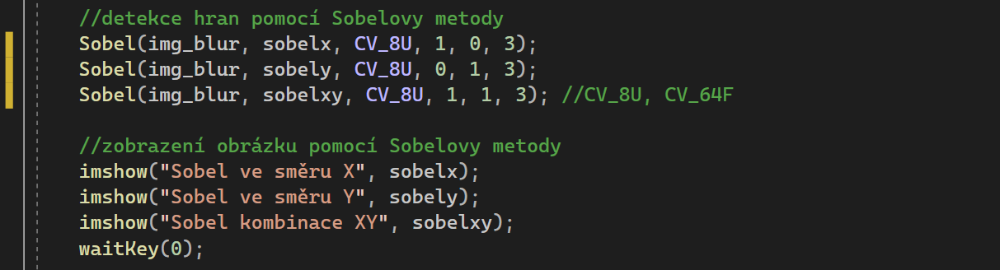 //detekce hran pomocí Sobelovy metody
Sobel(img_blur, sobelx, CV_8U, 1, 0, 3);
Sobel(img_blur, sobely, CV_8U, 0, 1, 3);
Sobel(img_blur, sobelxy, CV_8U, 1, 1, 3); //CV_8U, CV_64F
//zobrazení obrázku pomocí Sobelovy metody
imshow("Sobel ve směru X", sobelx);
imshow("Sobel ve směru Y", sobely);
imshow("Sobel kombinace XY", sobelxy);
waitKey(0);